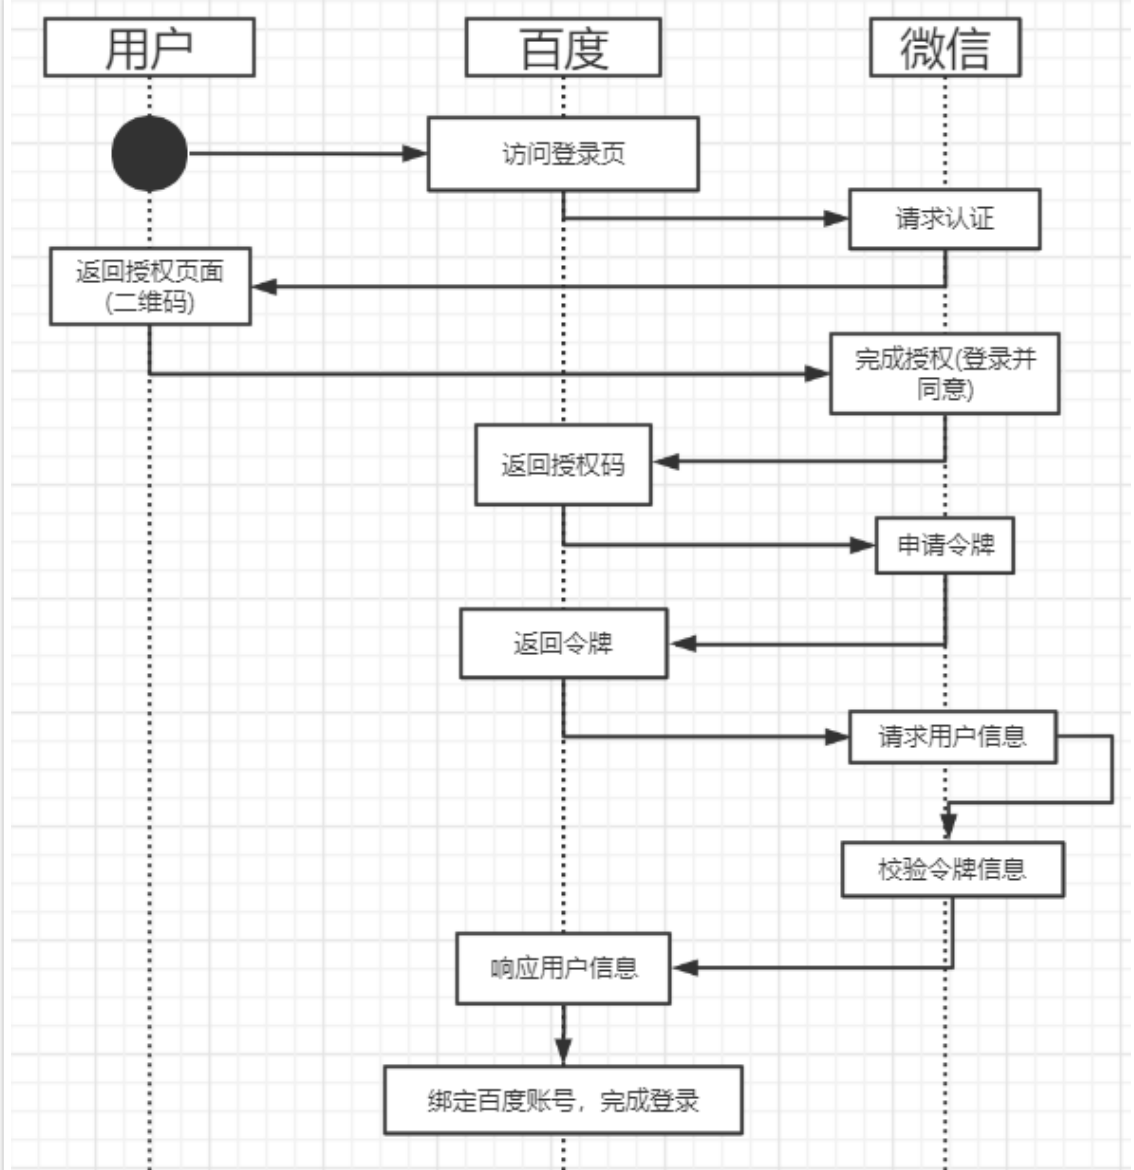 用户
百度
微信
访问登录页
请求认证
返回授权页面
(二维码)
完成授权(登录并
同意)
返回授权码
申请令牌
返回令牌
请求用户信息
校验令牌信息
响应用户信息
绑定百度账号，完成登录